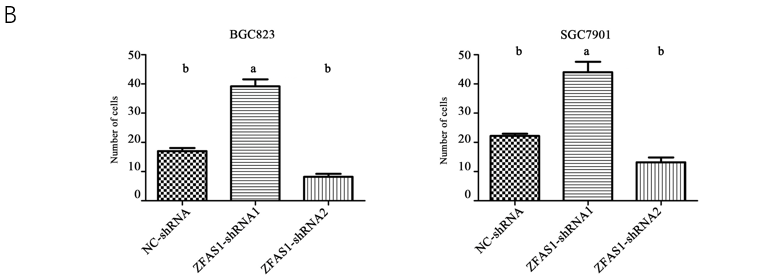 B
BGC823
SGC7901
Number of cells
50
40
30
20
10
0
b
a
b
NC-shRNA
ZFAS1-shRNA1
ZFAS1-shRNA2
Number of cells
50
40
30
20
10
0
b
a
b
NC-shRNA
ZFAS1-shRNA1
ZFAS1-shRNA2